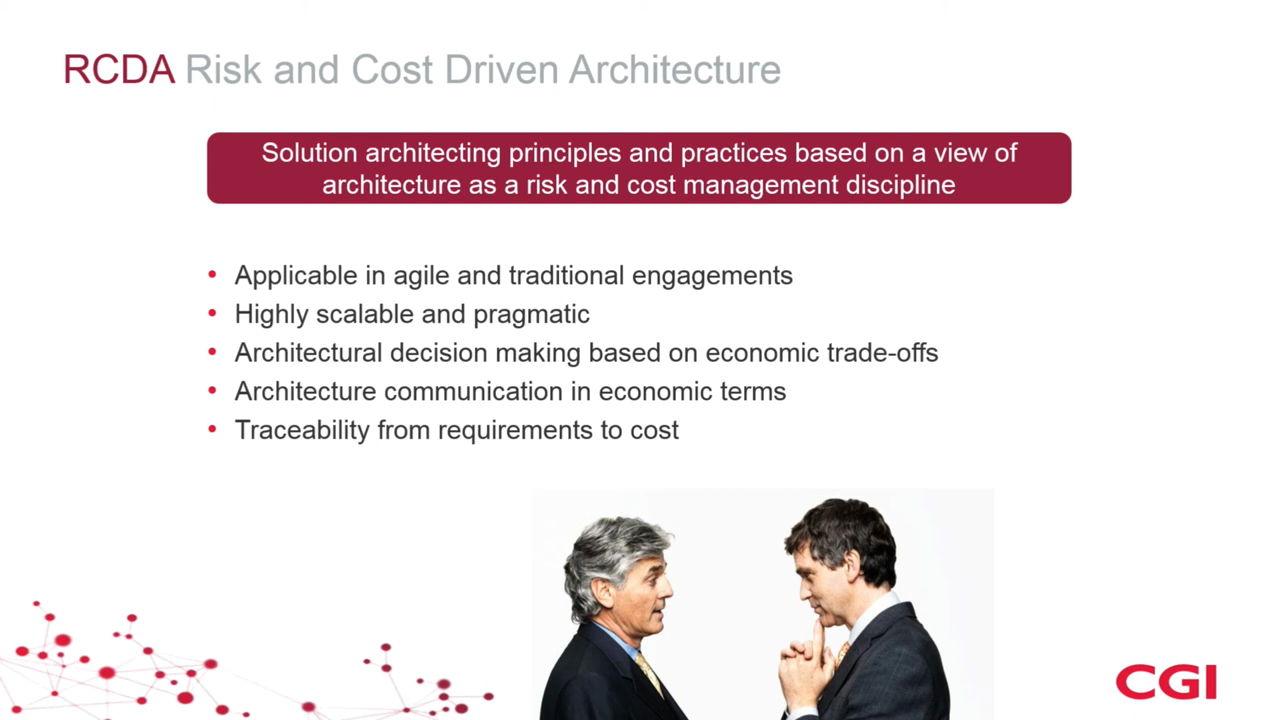 RCDA Risk and Cost Driven Architecture
Solution architecting principles and practices based on a view of
architecture as a risk and cost management discipline
• Applicable in agile and traditional engagements
• Highly scalable and pragmatic
• Architectural decision making based on economic trade-offs
• Architecture communication in economic terms
• Traceability from requirements to cost
CGI